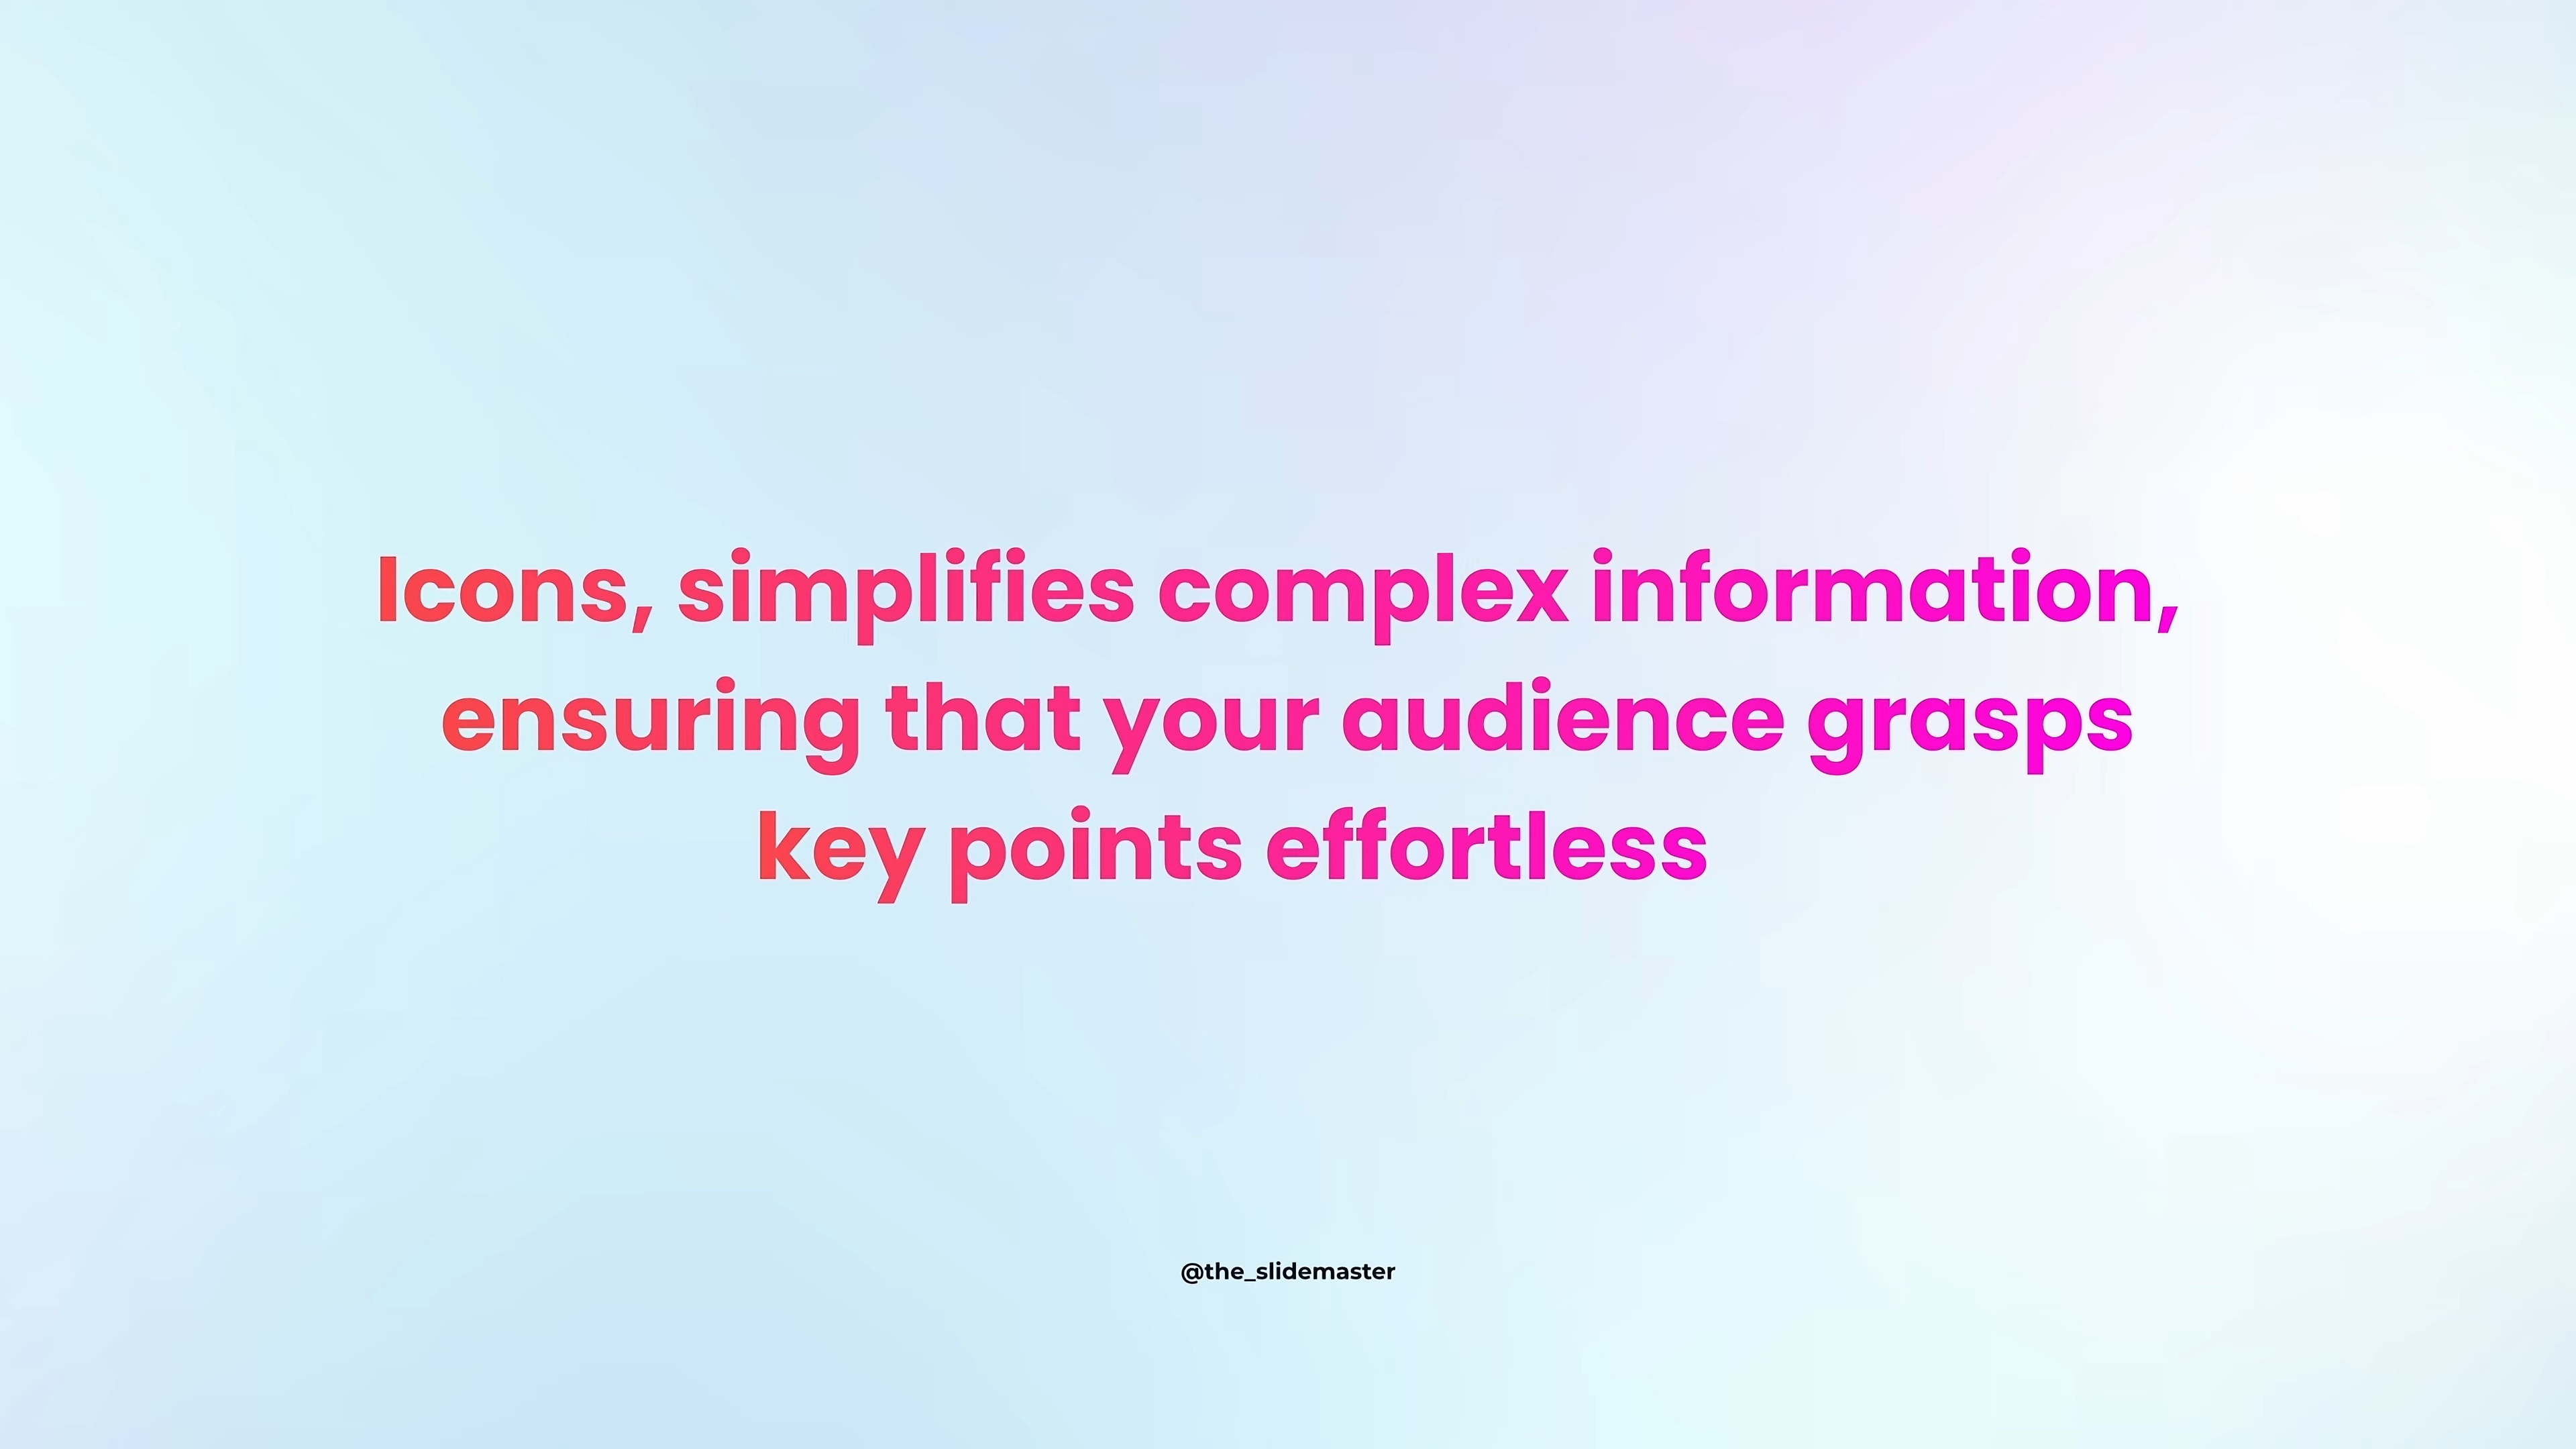 Icons, simplifies complex information,
ensuring that your audience grasps
key points effortless
@the_slidemaster